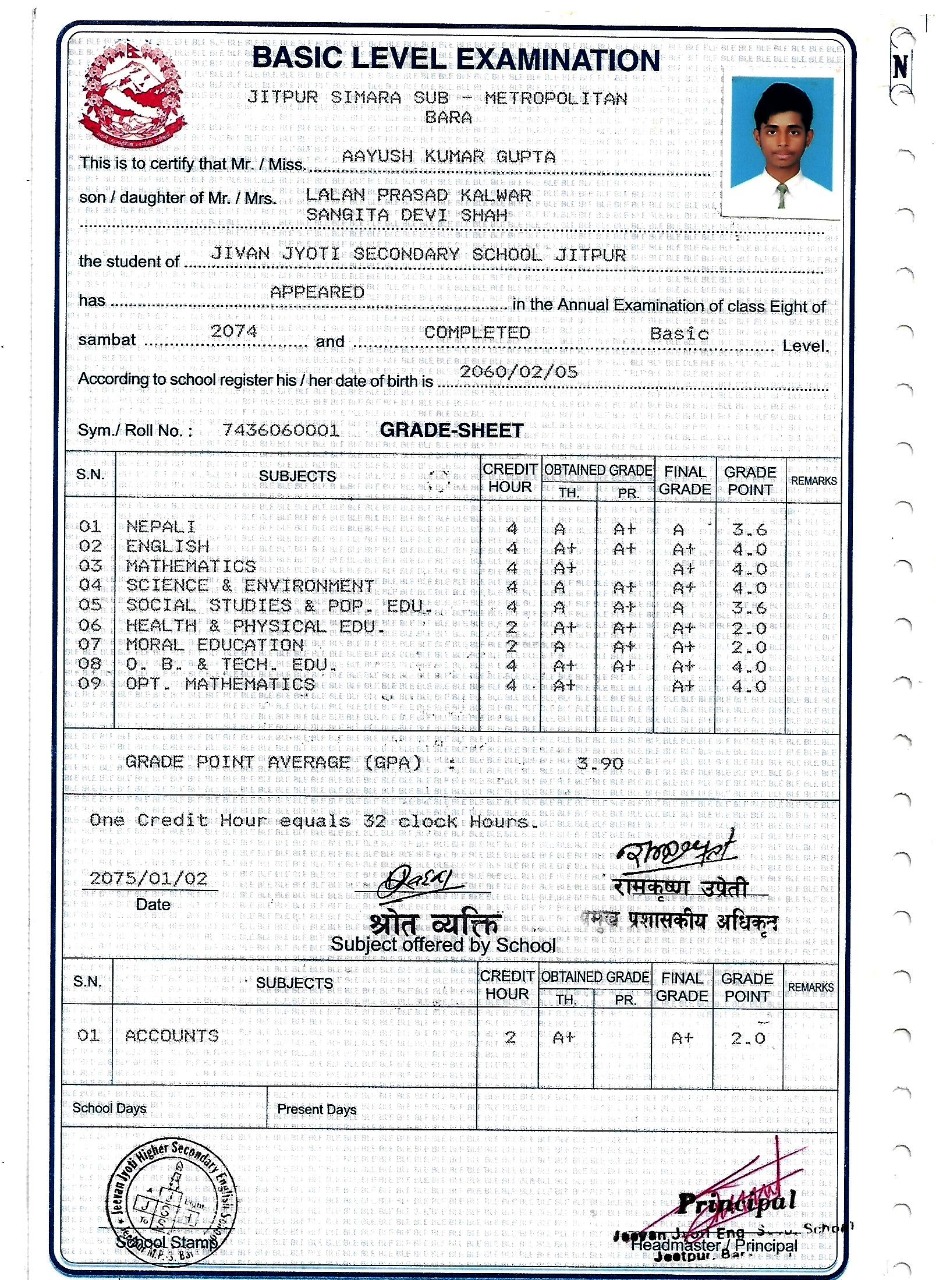 BASIC LEVEL EXAMINATION
JITPUR SIMARA SUB - METROPOLITAN
BARA
N
This is to certify that Mr. / Miss. AAYUSH KUMAR GUPTA
son / daughter of Mr. / Mrs. LALAN PRASAD KALWAR
SANGITA DEVI SHAH
the student of JIVAN JYOTI SECONDARY SCHOOL JITPUR
has APPEARED in the Annual Examination of class Eight of
sambat 2074 and COMPLETED Basic Level.
According to school register his / her date of birth is 2060/02/05
Sym./ Roll No. : 7436060001 GRADE-SHEET
S.N. SUBJECTS CREDIT HOUR OBTAINED GRADE TH. PR. FINAL GRADE GRADE POINT REMARKS
01 NEPALI 4 A A+ A 3.6
02 ENGLISH 4 A+ A+ A+ 4.0
03 MATHEMATICS 4 A+ A+ 4.0
04 SCIENCE & ENVIRONMENT 4 A A+ A+ 4.0
05 SOCIAL STUDIES & POP. EDU. 4 A A+ A 3.6
06 HEALTH & PHYSICAL EDU. 2 A+ A+ A+ 2.0
07 MORAL EDUCATION 2 A A+ A+ 2.0
08 O. B. & TECH. EDU. 4 A+ A+ A+ 4.0
09 OPT. MATHEMATICS 4 A+ A+ 4.0
GRADE POINT AVERAGE (GPA) : 3.90
One Credit Hour equals 32 clock Hours.
2075/01/02
Date
श्रोत व्यक्ति
रामकृष्ण उप्रेती
प्रशासकीय अधिकृत
Subject offered by School
S.N. SUBJECTS CREDIT HOUR OBTAINED GRADE TH. PR. FINAL GRADE GRADE POINT REMARKS
01 ACCOUNTS 2 A+ A+ 2.0
School Days Present Days
Jeevan Jyoti Higher Secondary English School
School Stamp
Principal
Jeevan Jyoti Eng School
Headmaster / Principal
Jeetpur, Bar